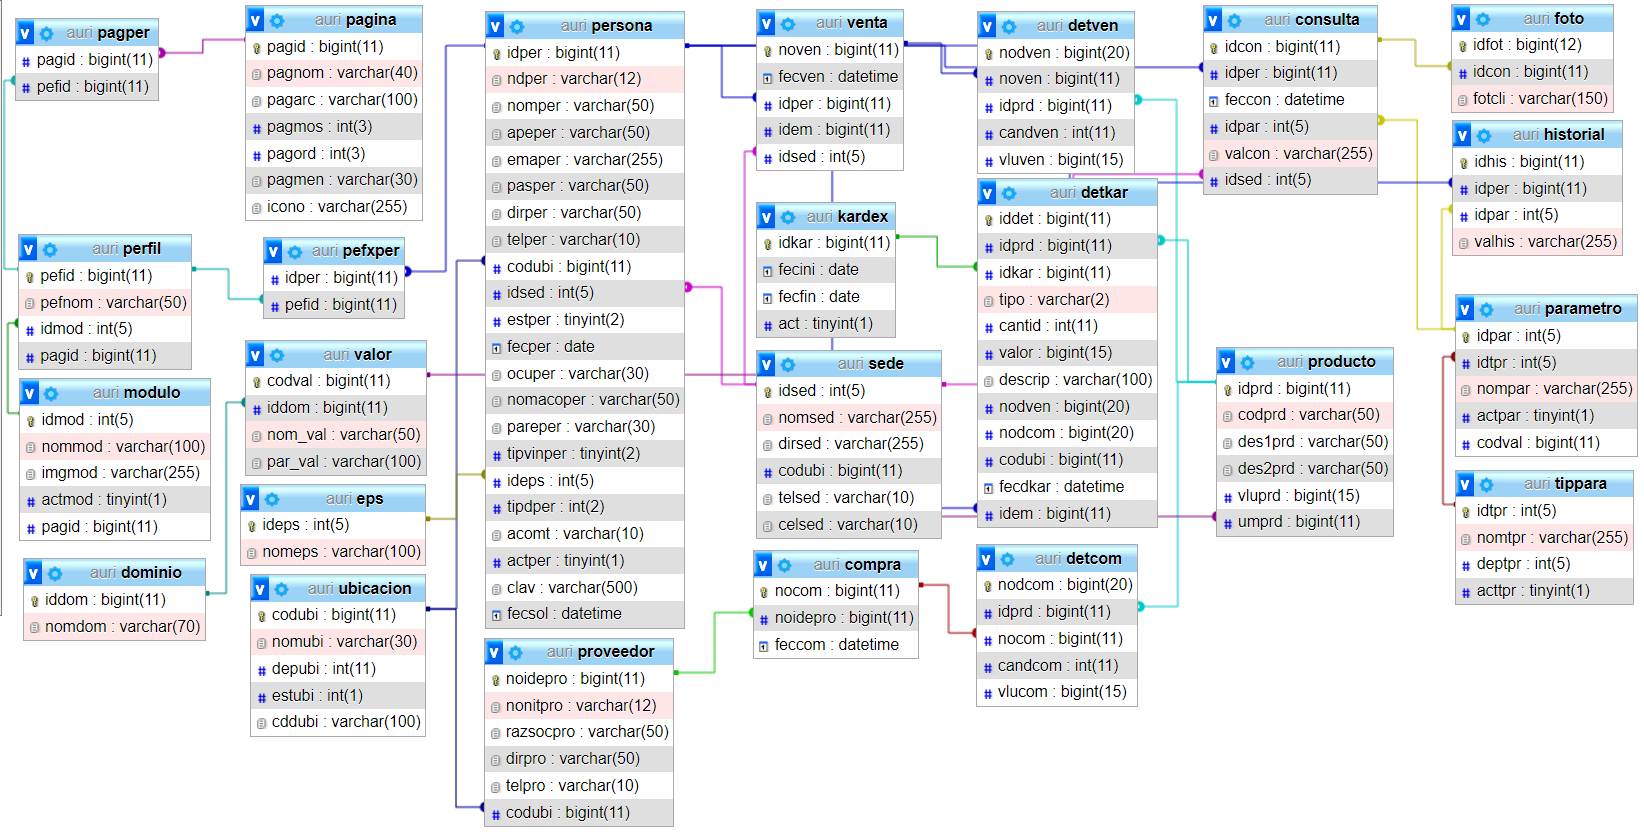 v auri pagper
pagid : bigint(11)
pefid : bigint(11)
v auri pagina
pagid : bigint(11)
pagnom : varchar(40)
pagarc : varchar(100)
pagmos : int(3)
pagord : int(3)
pagmen : varchar(30)
icono : varchar(255)
v auri perfil
pefid : bigint(11)
pefnom : varchar(50)
idmod : int(5)
pagid : bigint(11)
v auri pefxper
idper : bigint(11)
pefid : bigint(11)
v auri modulo
idmod : int(5)
nommod : varchar(100)
imgmod : varchar(255)
actmod : tinyint(1)
pagid : bigint(11)
v auri valor
codval : bigint(11)
iddom : bigint(11)
nom_val : varchar(50)
par_val : varchar(100)
v auri eps
ideps : int(5)
nomeps : varchar(100)
v auri dominio
iddom : bigint(11)
nomdom : varchar(70)
v auri ubicacion
codubi : bigint(11)
nomubi : varchar(30)
depubi : int(11)
estubi : int(1)
cddubi : varchar(100)
v auri persona
idper : bigint(11)
ndper : varchar(12)
nomper : varchar(50)
apeper : varchar(50)
emaper : varchar(255)
pasper : varchar(50)
dirper : varchar(50)
telper : varchar(10)
codubi : bigint(11)
idsed : int(5)
estper : tinyint(2)
fecper : date
ocuper : varchar(30)
nomacoper : varchar(50)
pareper : varchar(30)
tipvinper : tinyint(2)
ideps : int(5)
tipdper : int(2)
acomt : varchar(10)
actper : tinyint(1)
clav : varchar(500)
fecsol : datetime
v auri proveedor
noidepro : bigint(11)
nonitpro : varchar(12)
razsocpro : varchar(50)
dirpro : varchar(50)
telpro : varchar(10)
codubi : bigint(11)
v auri venta
noven : bigint(11)
fecven : datetime
idper : bigint(11)
idem : bigint(11)
idsed : int(5)
v auri kardex
idkar : bigint(11)
fecini : date
fecfin : date
act : tinyint(1)
v auri sede
idsed : int(5)
nomsed : varchar(255)
dirsed : varchar(255)
codubi : bigint(11)
telsed : varchar(10)
celsed : varchar(10)
v auri compra
nocom : bigint(11)
noidepro : bigint(11)
feccom : datetime
v auri detven
nodven : bigint(20)
noven : bigint(11)
idprd : bigint(11)
candven : int(11)
vluven : bigint(15)
v auri detkar
iddet : bigint(11)
idprd : bigint(11)
idkar : bigint(11)
tipo : varchar(2)
cantid : int(11)
valor : bigint(15)
descrip : varchar(100)
nodven : bigint(20)
nodcom : bigint(20)
codubi : bigint(11)
fecdkar : datetime
idem : bigint(11)
v auri detcom
nodcom : bigint(20)
idprd : bigint(11)
nocom : bigint(11)
candcom : int(11)
vlucom : bigint(15)
v auri consulta
idcon : bigint(11)
idper : bigint(11)
feccon : datetime
idpar : int(5)
valcon : varchar(255)
idsed : int(5)
v auri producto
idprd : bigint(11)
codprd : varchar(50)
des1prd : varchar(50)
des2prd : varchar(50)
vluprd : bigint(15)
umprd : bigint(11)
v auri foto
idfot : bigint(12)
idcon : bigint(11)
fotcli : varchar(150)
v auri historial
idhis : bigint(11)
idper : bigint(11)
idpar : int(5)
valhis : varchar(255)
v auri parametro
idpar : int(5)
idtpr : int(5)
nompar : varchar(255)
actpar : tinyint(1)
codval : bigint(11)
v auri tippara
idtpr : int(5)
nomtpr : varchar(255)
deptpr : int(5)
acttpr : tinyint(1)